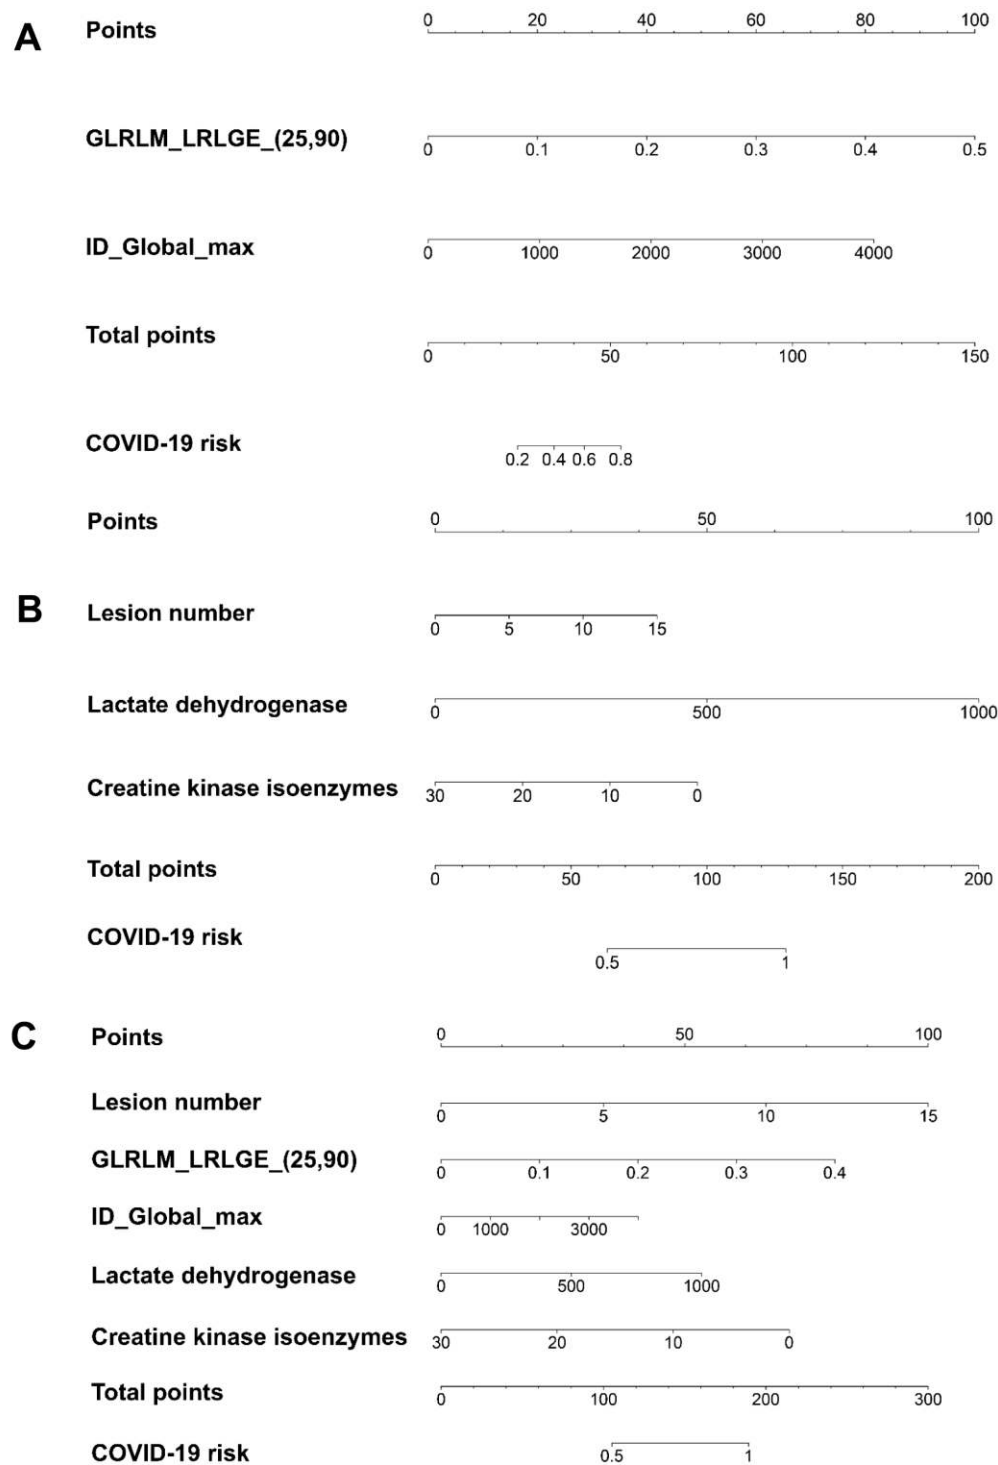 A
Points
0 20 40 60 80 100
GLRLM_LRLGE_(25,90)
0 0.1 0.2 0.3 0.4 0.5
ID_Global_max
0 1000 2000 3000 4000
Total points
0 50 100 150
COVID-19 risk
0.2 0.4 0.6 0.8
Points
0 50 100
B
Lesion number
0 5 10 15
Lactate dehydrogenase
0 500 1000
Creatine kinase isoenzymes
30 20 10 0
Total points
0 50 100 150 200
COVID-19 risk
0.5 1
C
Points
0 50 100
Lesion number
0 5 10 15
GLRLM_LRLGE_(25,90)
0 0.1 0.2 0.3 0.4
ID_Global_max
0 1000 3000
Lactate dehydrogenase
0 500 1000
Creatine kinase isoenzymes
30 20 10 0
Total points
0 100 200 300
COVID-19 risk
0.5 1